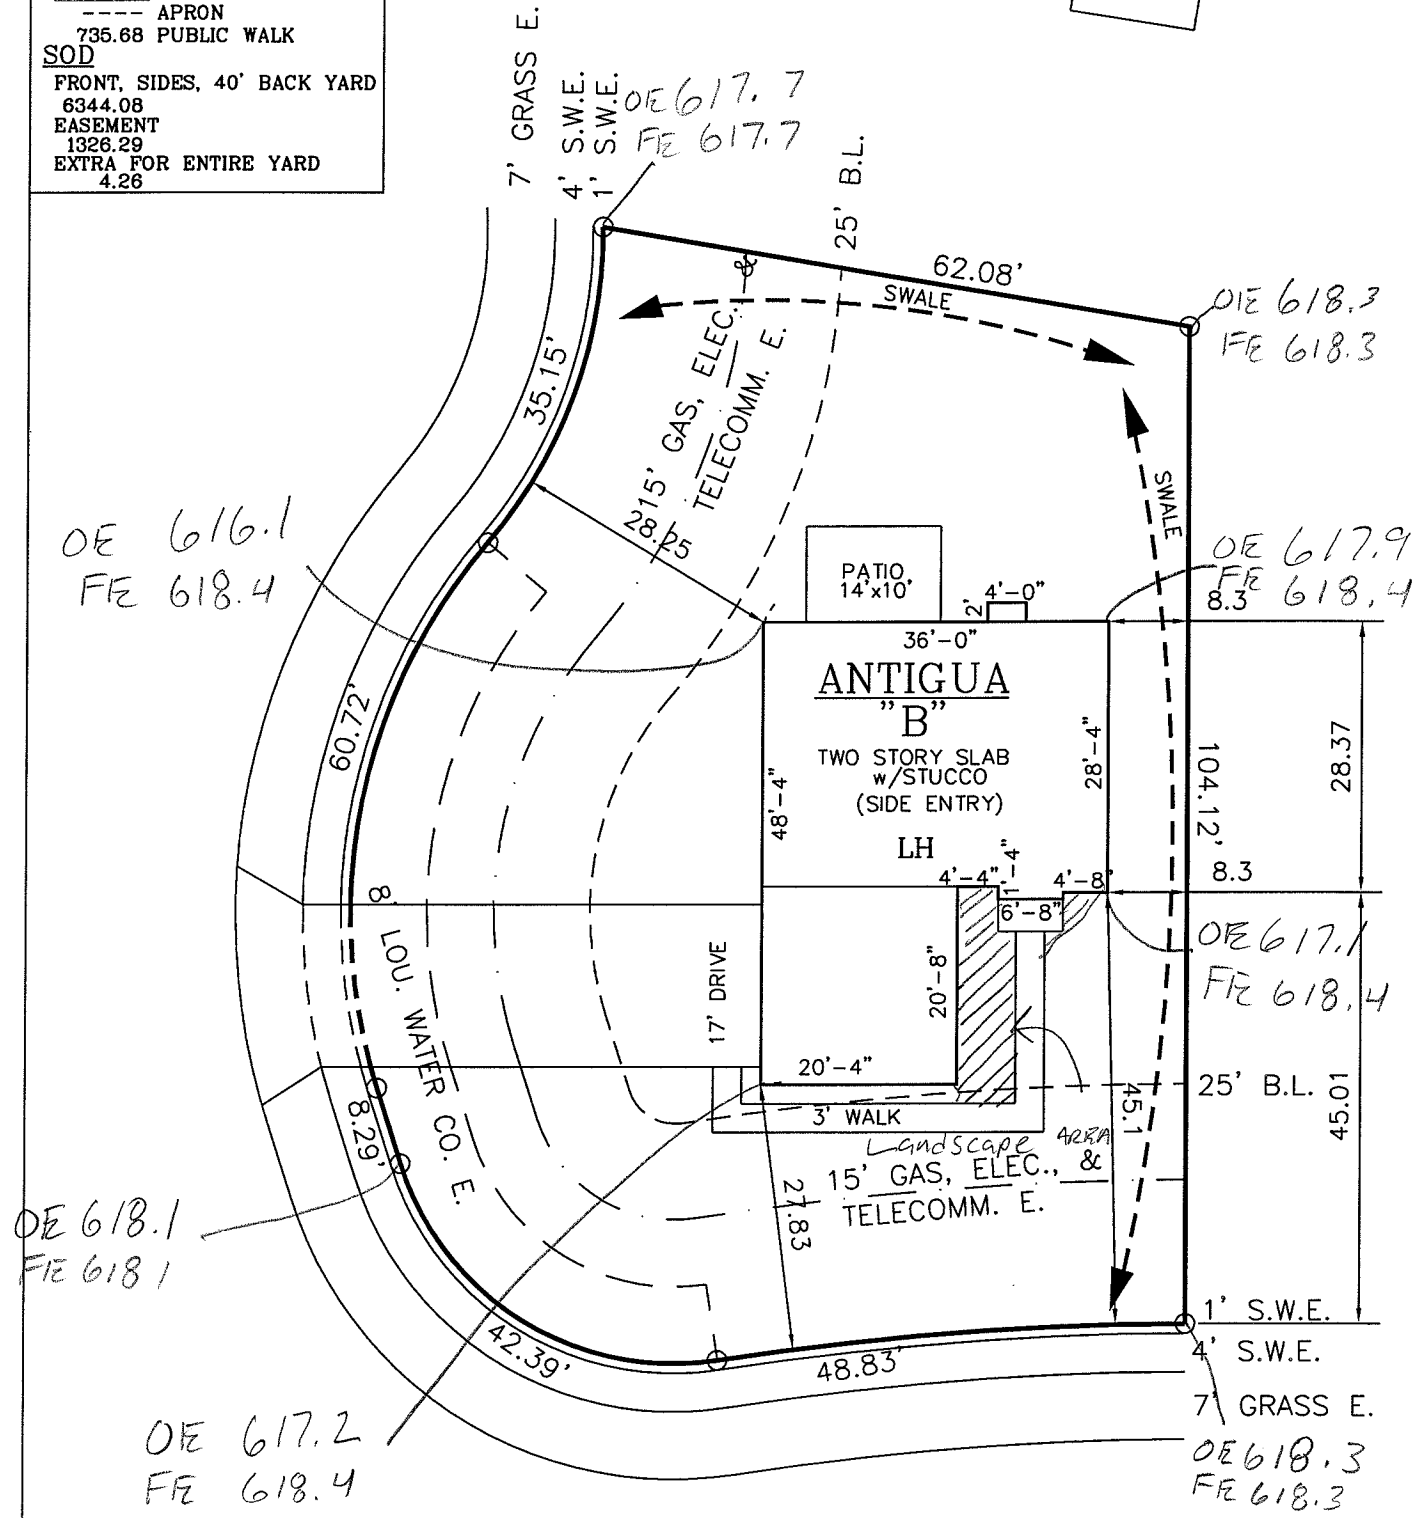 ---- APRON
735.68 PUBLIC WALK
SOD
FRONT, SIDES, 40' BACK YARD
6344.08
EASEMENT
1326.29
EXTRA FOR ENTIRE YARD
4.26
7' GRASS E.
4' S.W.E.
1' S.W.E.
OE 617.7
FE 617.7
25' B.L.
62.08'
SWALE
OE 618.3
FE 618.3
35.15'
15' GAS, ELEC. &
TELECOMM. E.
28.25
SWALE
OE 616.1
FE 618.4
OE 617.9
FE 618.4
8.3
PATIO
14'x10'
2'
4'-0"
36'-0"
ANTIGUA
"B"
TWO STORY SLAB
w/STUCCO
(SIDE ENTRY)
LH
48'-4"
28'-4"
104.12'
28.37
60.72'
8.3
4'-4"
1'-4"
4'-8"
6'-8"
8'
LOU. WATER CO. E.
17' DRIVE
20'-8"
OE 617.1
FE 618.4
20'-4"
3' WALK
25' B.L.
45.1
45.01
Landscape AREA
15' GAS, ELEC., &
TELECOMM. E.
27.83
8.29'
OE 618.1
FE 618 1
42.39'
48.83'
1' S.W.E.
4' S.W.E.
7' GRASS E.
OE 617.2
FE 618.4
OE 618.3
FE 618.3